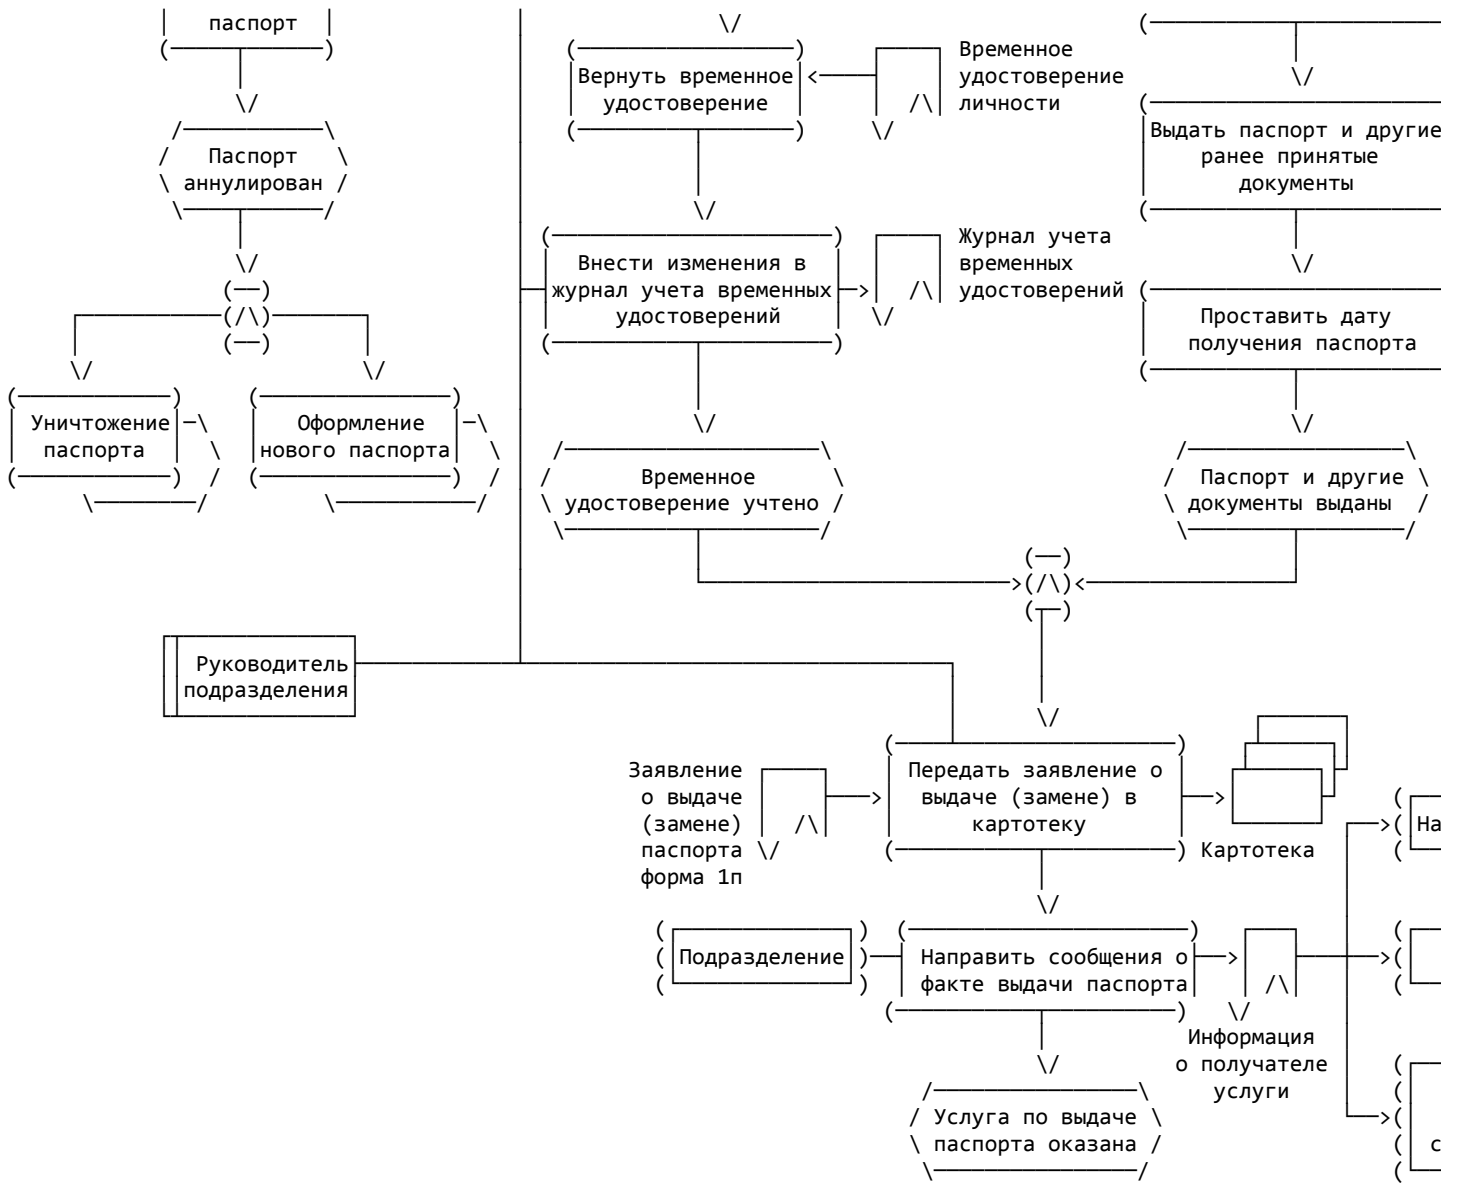 паспорт
Временное
удостоверение
личности
Вернуть временное
удостоверение
Паспорт
аннулирован
Выдать паспорт и другие
ранее принятые
документы
Внести изменения в
журнал учета временных
удостоверений
Журнал учета
временных
удостоверений
Проставить дату
получения паспорта
Уничтожение
паспорта
Оформление
нового паспорта
Временное
удостоверение учтено
Паспорт и другие
документы выданы
Руководитель
подразделения
Заявление
о выдаче
(замене)
паспорта
форма 1п
Передать заявление о
выдаче (замене) в
картотеку
Картотека
На
Подразделение
Направить сообщения о
факте выдачи паспорта
Информация
о получателе
услуги
Услуга по выдаче
паспорта оказана
с